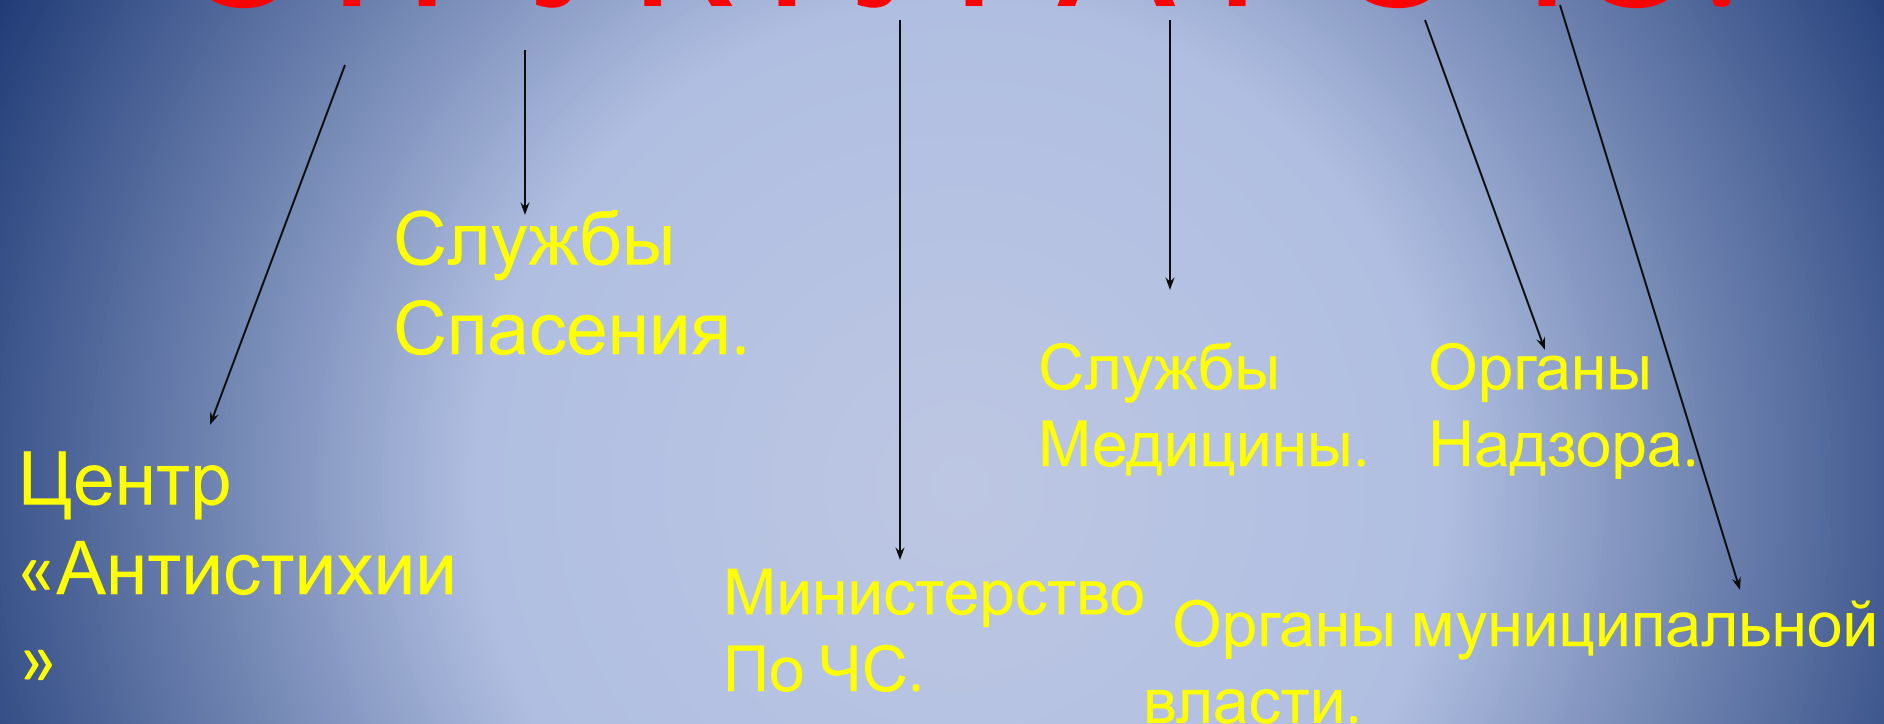 Службы
Спасения.
Службы
Медицины.
Органы
Надзора.
Центр
«Антистихии
»
Министерство
По ЧС.
Органы муниципальной
власти.